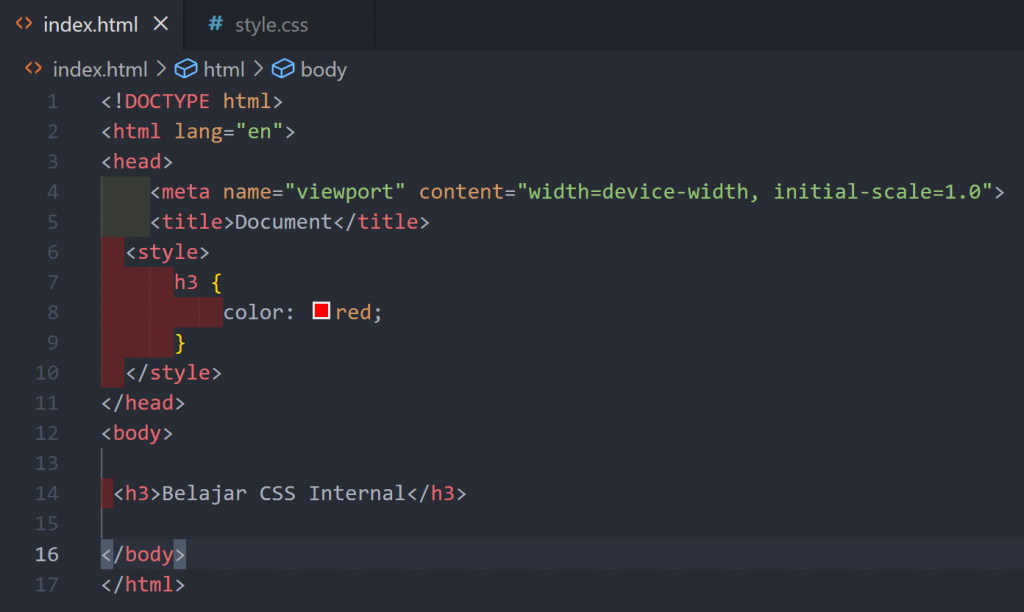 index.html × # style.css
index.html > html > body
1 <!DOCTYPE html>
2 <html lang="en">
3 <head>
4     <meta name="viewport" content="width=device-width, initial-scale=1.0">
5     <title>Document</title>
6   <style>
7       h3 {
8           color: red;
9       }
10   </style>
11 </head>
12 <body>
13
14  <h3>Belajar CSS Internal</h3>
15
16 </body>
17 </html>